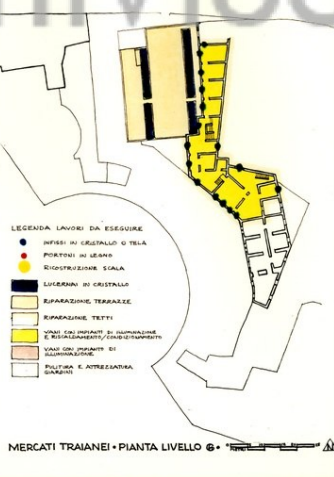 LEGENDA LAVORI DA ESEGUIRE
INFISSI IN CRISTALLO O TELA
PORTONI IN LEGNO
RICOSTRUZIONE SCALA
LUCERNAI IN CRISTALLO
RIPARAZIONE TERRAZZE
RIPARAZIONE TETTI
VANI CON IMPIANTI DI ILLUMINAZIONE
E RISCALDAMENTO/CONDIZIONAMENTO
VANI CON IMPIANTO DI
ILLUMINAZIONE
PULITURA E ATTREZZATURA
GIARDINI
MERCATI TRAIANEI • PIANTA LIVELLO 6 •